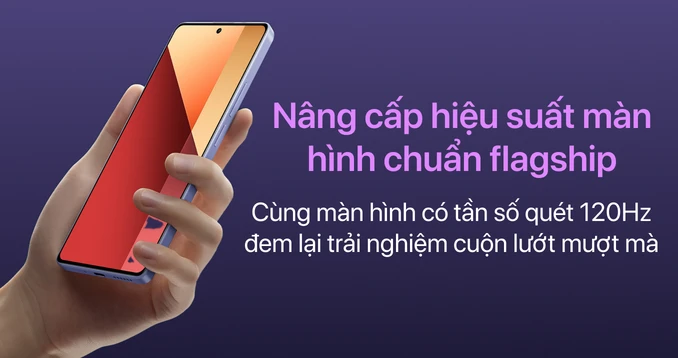 Nâng cấp hiệu suất màn
hình chuẩn flagship
Cùng màn hình có tần số quét 120Hz
đem lại trải nghiệm cuộn lướt mượt mà